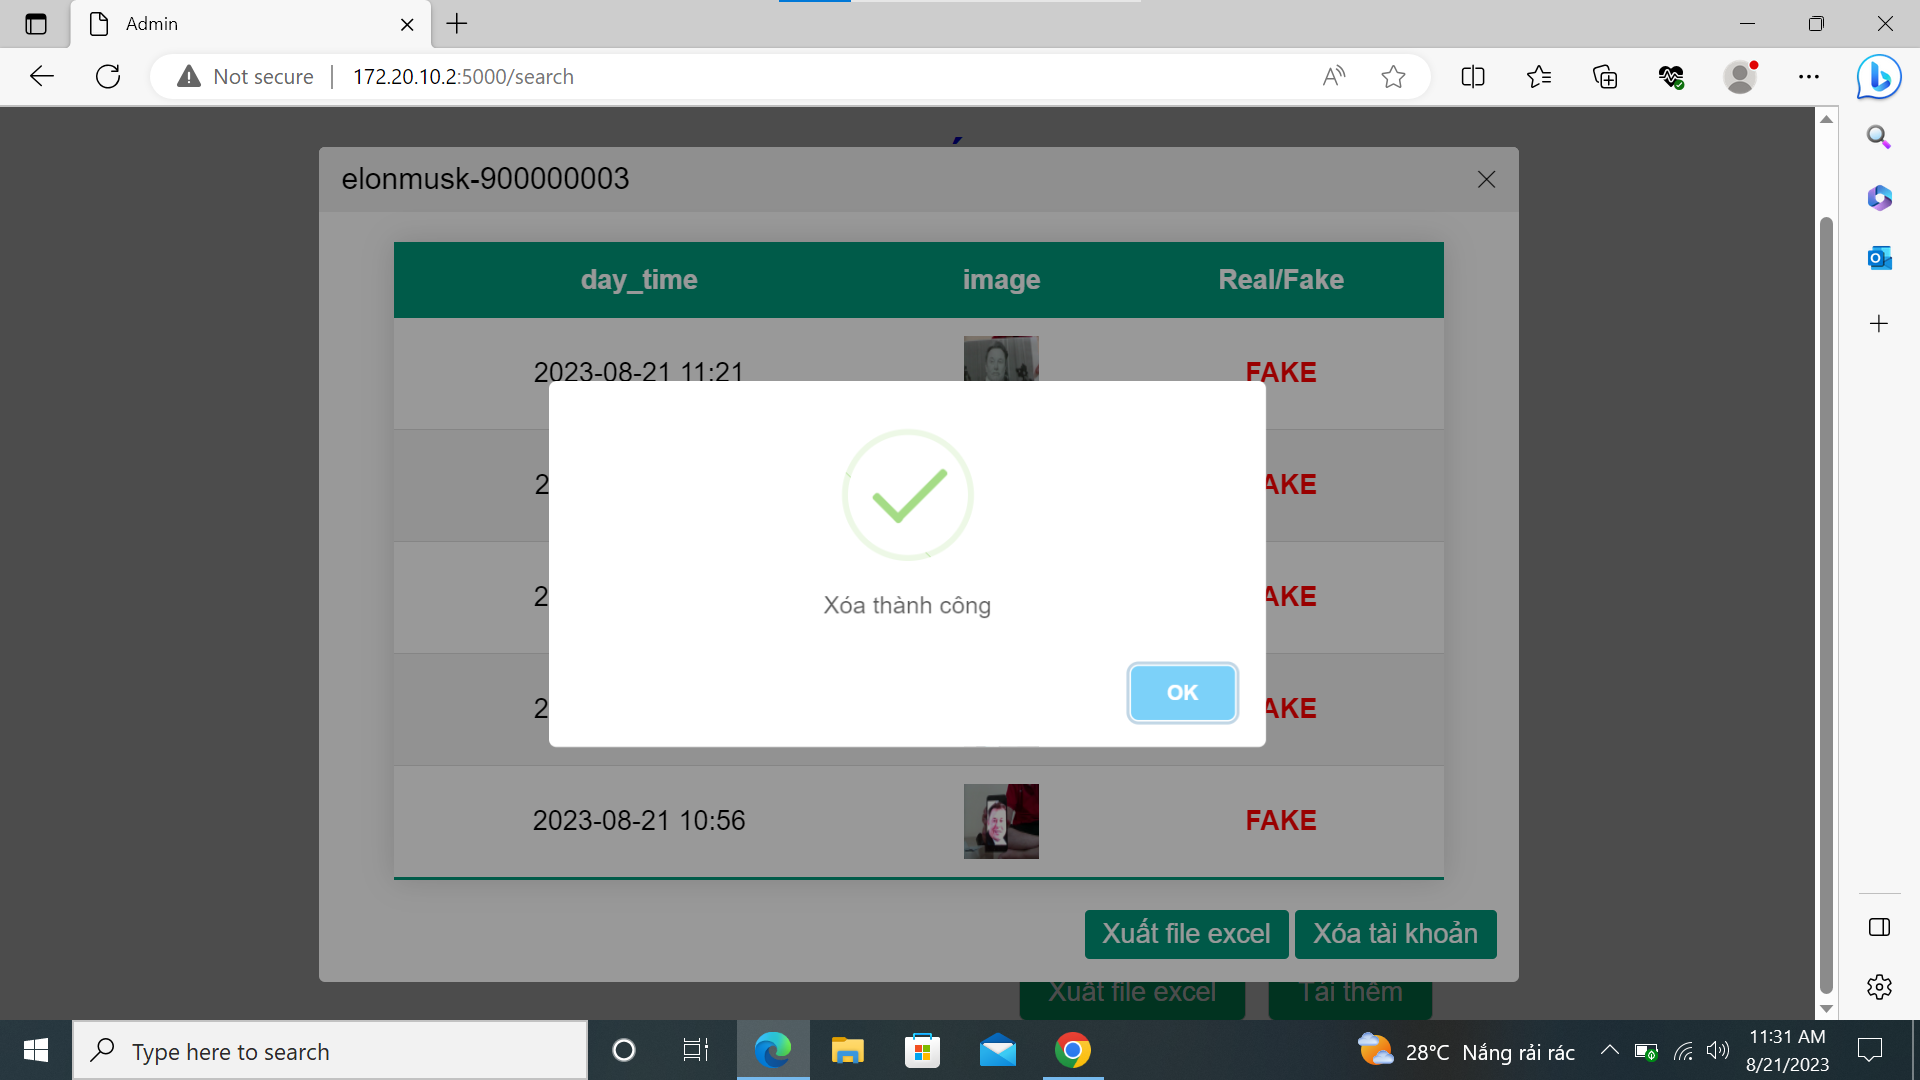 Admin
Not secure
172.20.10.2:5000/search
elonmusk-900000003
day_time image Real/Fake
2023-08-21 11:21 FAKE
2 AKE
2 AKE
2 AKE
Xóa thành công
OK
2023-08-21 10:56 FAKE
Xuất file excel Xóa tài khoản
Xuất file excel Tải thêm
Type here to search
28°C Nắng rải rác
11:31 AM
8/21/2023